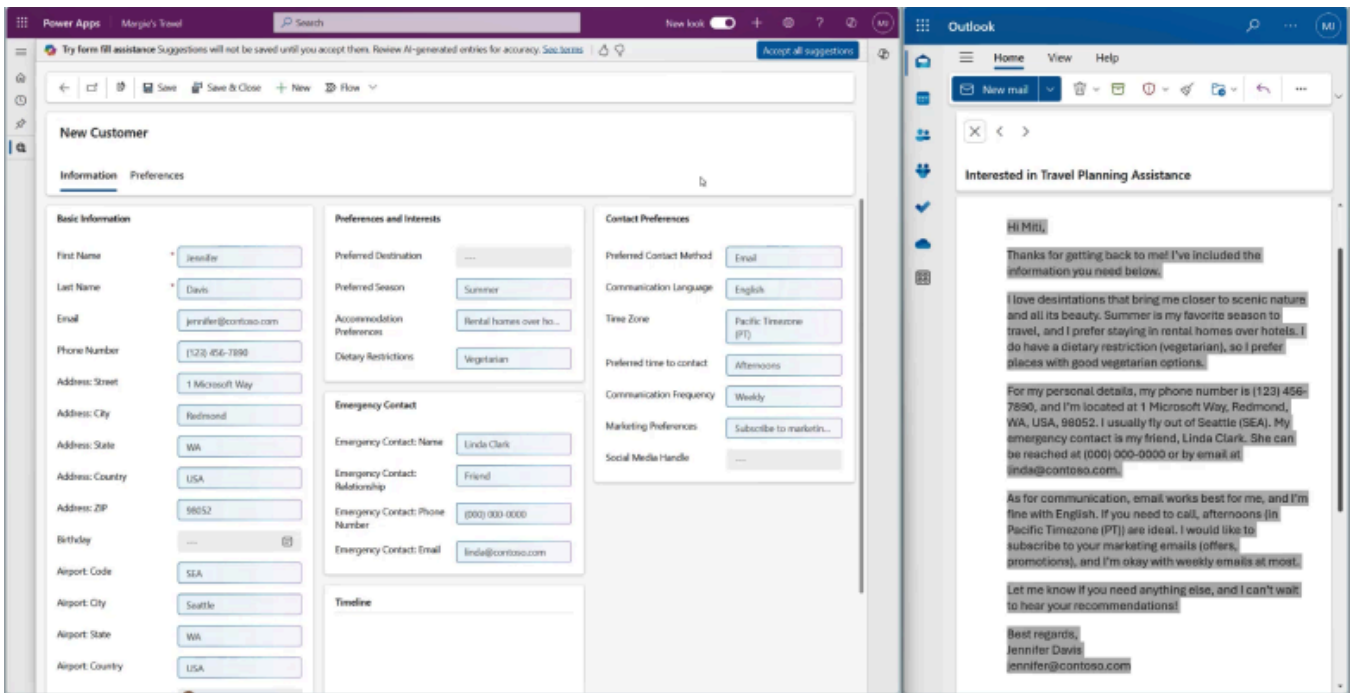 Power Apps
Margie's Travel
Search
New look
MJ
Try form fill assistance Suggestions will not be saved until you accept them. Review AI-generated entries for accuracy. See terms
Accept all suggestions
Save
Save & Close
New
Flow
New Customer
Information
Preferences
Basic Information
First Name * Jennifer
Last Name * Davis
Email jennifer@contoso.com
Phone Number (123) 456-7890
Address: Street 1 Microsoft Way
Address: City Redmond
Address: State WA
Address: Country USA
Address: ZIP 98052
Birthday ---
Airport: Code SEA
Airport: City Seattle
Airport: State WA
Airport: Country USA
Preferences and Interests
Preferred Destination ---
Preferred Season Summer
Accommodation
Preferences
Rental homes over ho...
Dietary Restrictions Vegetarian
Emergency Contact
Emergency Contact: Name Linda Clark
Emergency Contact:
Relationship
Friend
Emergency Contact: Phone
Number
(000) 000-0000
Emergency Contact: Email linda@contoso.com
Timeline
Contact Preferences
Preferred Contact Method Email
Communication Language English
Time Zone
Pacific Timezone
(PT)
Preferred time to contact Afternoons
Communication Frequency Weekly
Marketing Preferences Subscribe to marketin...
Social Media Handle ---
Outlook
MJ
Home
View
Help
New mail
Interested in Travel Planning Assistance
Hi Miti,
Thanks for getting back to me! I've included the
information you need below.
I love desintations that bring me closer to scenic nature
and all its beauty. Summer is my favorite season to
travel, and I prefer staying in rental homes over hotels. I
do have a dietary restriction (vegetarian), so I prefer
places with good vegetarian options.
For my personal details, my phone number is (123) 456-
7890, and I'm located at 1 Microsoft Way, Redmond,
WA, USA, 98052. I usually fly out of Seattle (SEA). My
emergency contact is my friend, Linda Clark. She can
be reached at (000) 000-0000 or by email at
linda@contoso.com.
As for communication, email works best for me, and I'm
fine with English. If you need to call, afternoons (in
Pacific Timezone (PT)) are ideal. I would like to
subscribe to your marketing emails (offers,
promotions), and I'm okay with weekly emails at most.
Let me know if you need anything else, and I can't wait
to hear your recommendations!
Best regards,
Jennifer Davis
jennifer@contoso.com